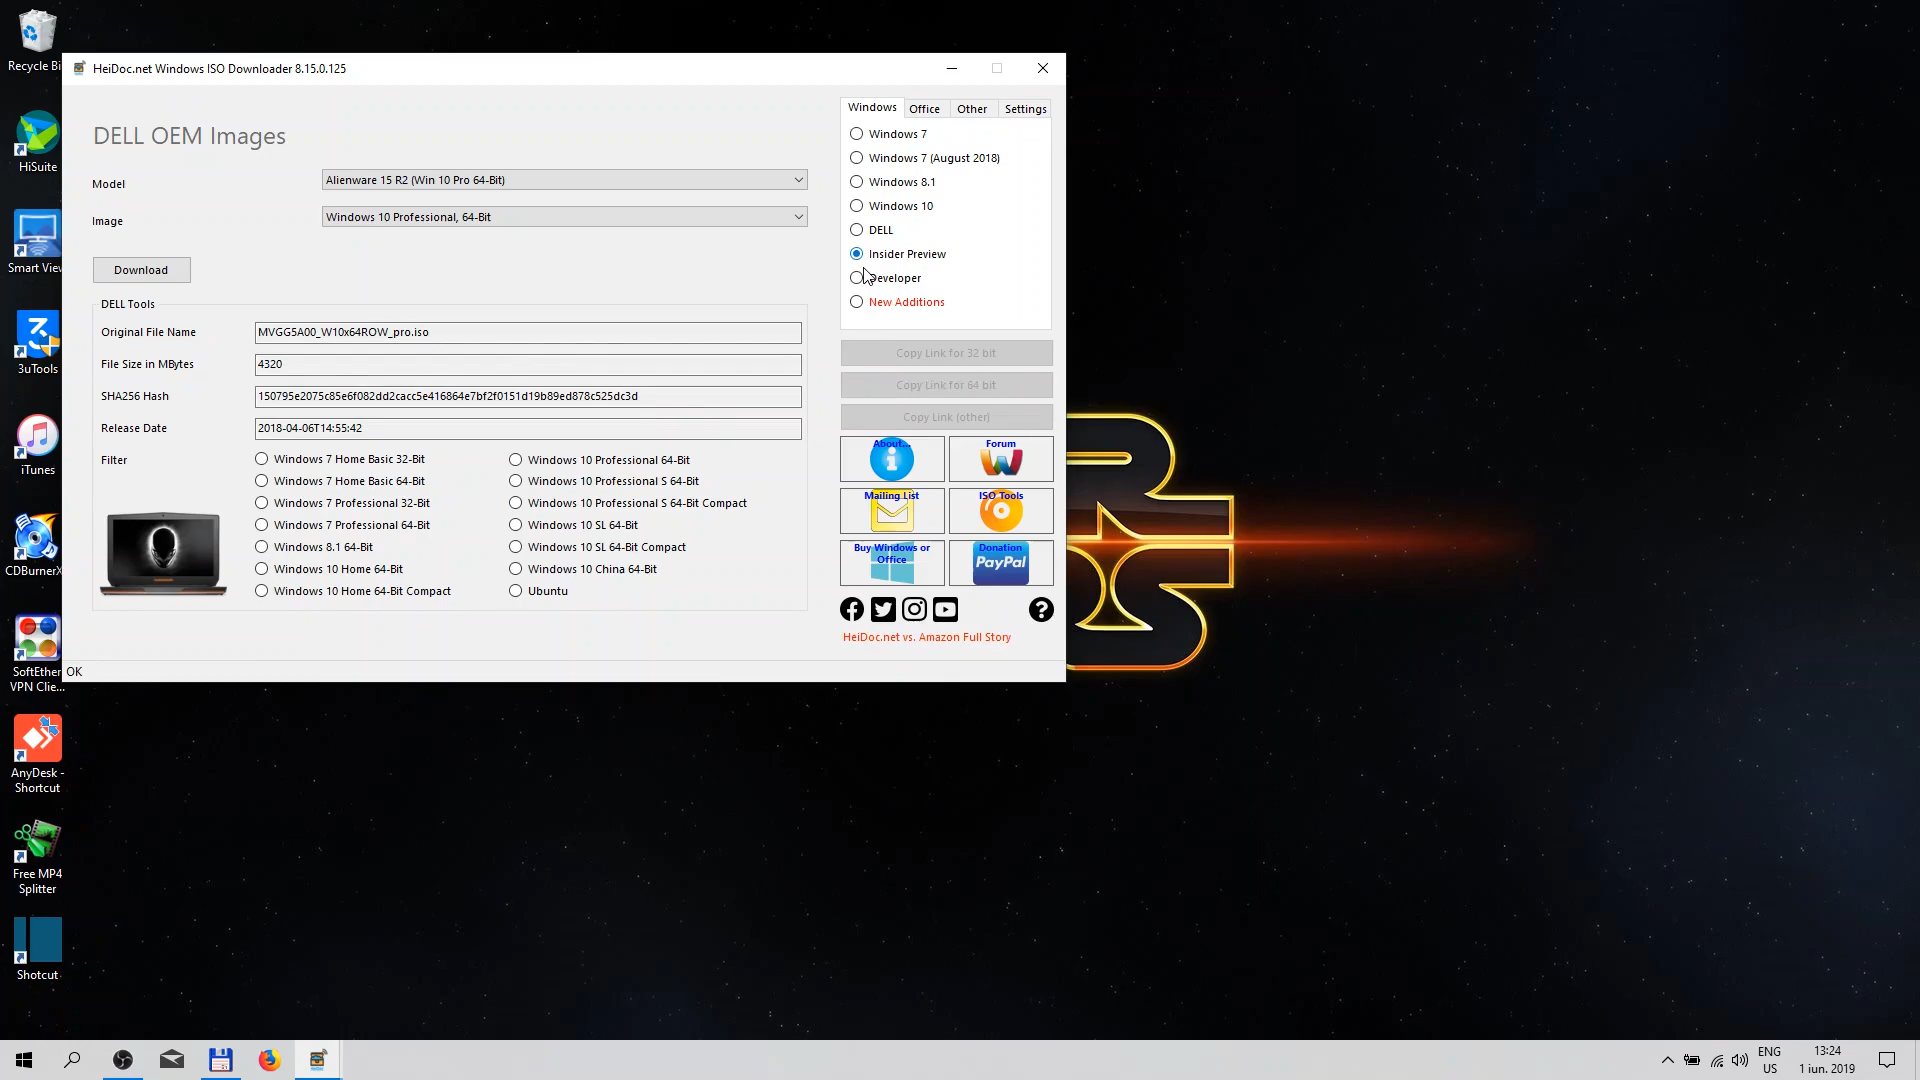 Recycle Bi
HiSuite
Smart View
3uTools
iTunes
CDBurnerX
SoftEther
VPN Clie...
AnyDesk -
Shortcut
Free MP4
Splitter
Shotcut
HeiDoc.net Windows ISO Downloader 8.15.0.125
DELL OEM Images
Model
Alienware 15 R2 (Win 10 Pro 64-Bit)
Image
Windows 10 Professional, 64-Bit
Download
DELL Tools
Original File Name
MVGG5A00_W10x64ROW_pro.iso
File Size in MBytes
4320
SHA256 Hash
150795e2075c85e6f082dd2cacc5e416864e7bf2f0151d19b89ed878c525dc3d
Release Date
2018-04-06T14:55:42
Filter
Windows 7 Home Basic 32-Bit
Windows 7 Home Basic 64-Bit
Windows 7 Professional 32-Bit
Windows 7 Professional 64-Bit
Windows 8.1 64-Bit
Windows 10 Home 64-Bit
Windows 10 Home 64-Bit Compact
Windows 10 Professional 64-Bit
Windows 10 Professional S 64-Bit
Windows 10 Professional S 64-Bit Compact
Windows 10 SL 64-Bit
Windows 10 SL 64-Bit Compact
Windows 10 China 64-Bit
Ubuntu
OK
Windows Office Other Settings
Windows 7
Windows 7 (August 2018)
Windows 8.1
Windows 10
DELL
Insider Preview
Developer
New Additions
Copy Link for 32 bit
Copy Link for 64 bit
Copy Link (other)
About...
Forum
Mailing List
ISO Tools
Buy Windows or
Office
Donation
PayPal
HeiDoc.net vs. Amazon Full Story
ENG
US
13:24
1 iun. 2019